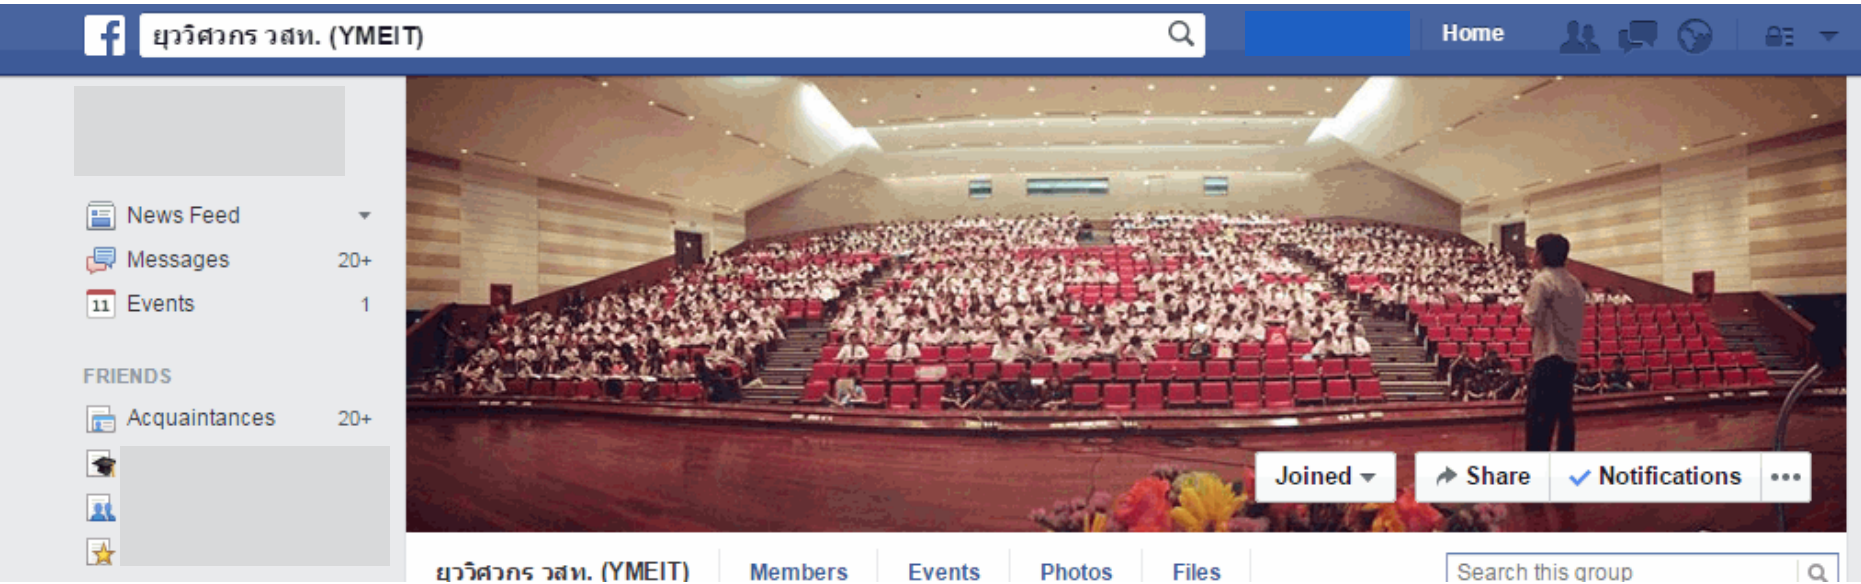 f
ยุววิศวกร วสท. (YMEIT)
Home
News Feed
Messages 20+
11 Events 1
FRIENDS
Acquaintances 20+
Joined
Share
Notifications
ยุววิศวกร วสท. (YMEIT)
Members
Events
Photos
Files
Search this group